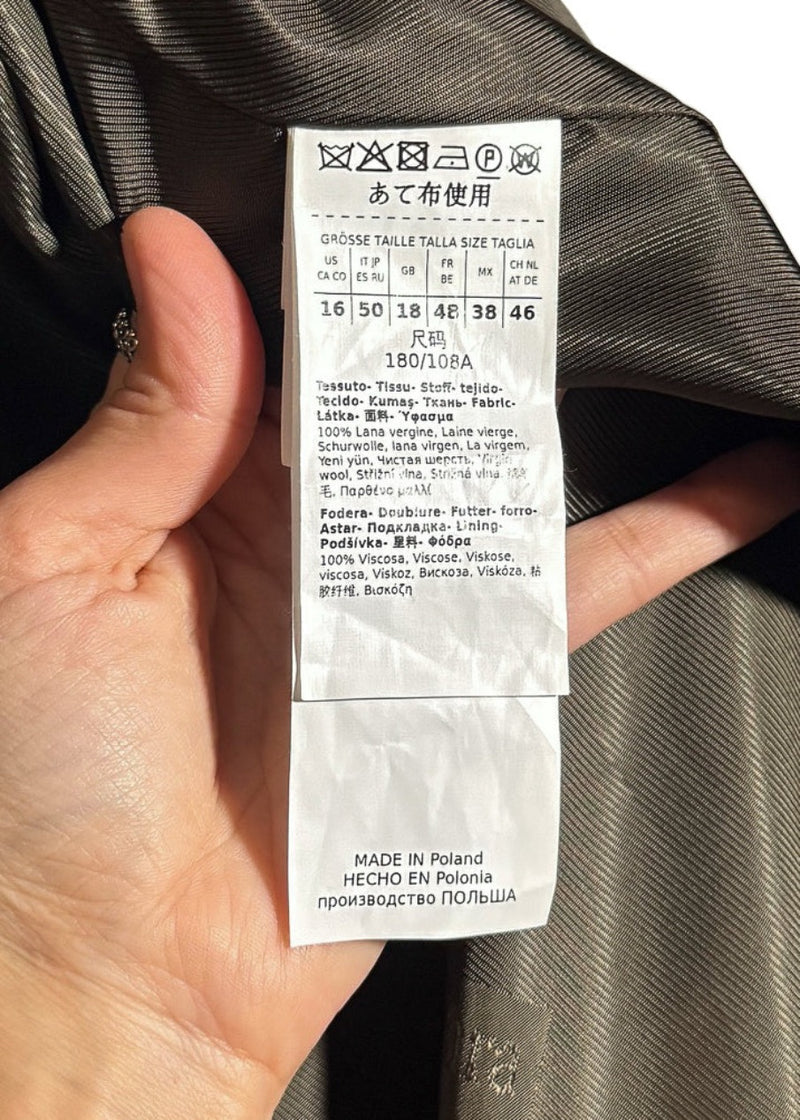 あて布使用
GRÖSSE TAILLE TALLA SIZE TAGLIA
US CA CO IT JP ES RU GB FR BE MX CH NL AT DE
16 50 18 48 38 46
尺码
180/108A
Tessuto- Tissu- Stoff- tejido-
Tecido- Kumaş- Ткань- Fabric-
Látka- 面料- Ύφασμα
100% Lana vergine, Laine vierge,
Schurwolle, lana virgen, La virgem,
Yeni yün, Чистая шерсть, Virgin
wool, Střižní vlna, Strižná vlna,
毛, Παρθένο μαλλί
Fodera- Doublure- Futter- forro-
Astar- Подкладка- Lining-
Podšívka- 里料- Φόδρα
100% Viscosa, Viscose, Viskose,
viscosa, Viskoz, Вискоза, Viskóza, 粘
胶纤维, Βισκόζη
MADE IN Poland
HECHO EN Polonia
производство ПОЛЬША